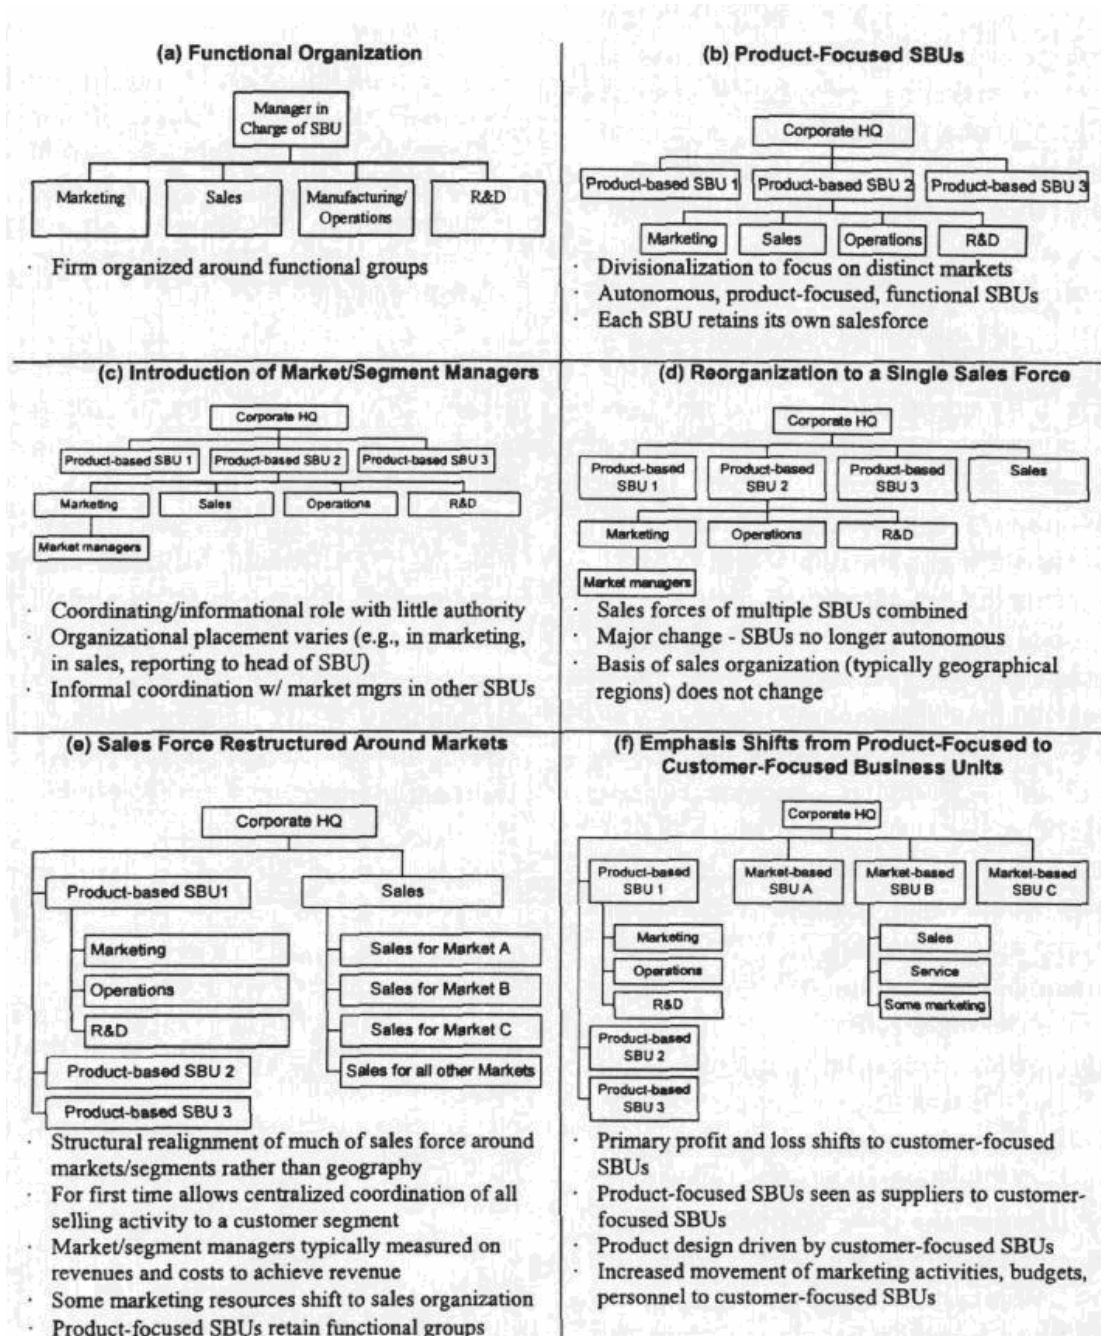 (a) Functional Organization
Manager in
Charge of SBU
Marketing
Sales
Manufacturing/
Operations
R&D
· Firm organized around functional groups
(b) Product-Focused SBUs
Corporate HQ
Product-based SBU 1
Product-based SBU 2
Product-based SBU 3
Marketing
Sales
Operations
R&D
· Divisionalization to focus on distinct markets
· Autonomous, product-focused, functional SBUs
· Each SBU retains its own salesforce
(c) Introduction of Market/Segment Managers
Corporate HQ
Product-based SBU 1
Product-based SBU 2
Product-based SBU 3
Marketing
Sales
Operations
R&D
Market managers
· Coordinating/informational role with little authority
· Organizational placement varies (e.g., in marketing,
in sales, reporting to head of SBU)
· Informal coordination w/ market mgrs in other SBUs
(d) Reorganization to a Single Sales Force
Corporate HQ
Product-based
SBU 1
Product-based
SBU 2
Product-based
SBU 3
Sales
Marketing
Operations
R&D
Market managers
· Sales forces of multiple SBUs combined
· Major change - SBUs no longer autonomous
· Basis of sales organization (typically geographical
regions) does not change
(e) Sales Force Restructured Around Markets
Corporate HQ
Product-based SBU1
Marketing
Operations
R&D
Product-based SBU 2
Product-based SBU 3
Sales
Sales for Market A
Sales for Market B
Sales for Market C
Sales for all other Markets
· Structural realignment of much of sales force around
markets/segments rather than geography
· For first time allows centralized coordination of all
selling activity to a customer segment
· Market/segment managers typically measured on
revenues and costs to achieve revenue
· Some marketing resources shift to sales organization
· Product-focused SBUs retain functional groups
(f) Emphasis Shifts from Product-Focused to
Customer-Focused Business Units
Corporate HQ
Product-based
SBU 1
Marketing
Operations
R&D
Product-based
SBU 2
Product-based
SBU 3
Market-based
SBU A
Market-based
SBU B
Sales
Service
Some marketing
Market-based
SBU C
· Primary profit and loss shifts to customer-focused
SBUs
· Product-focused SBUs seen as suppliers to customer-
focused SBUs
· Product design driven by customer-focused SBUs
· Increased movement of marketing activities, budgets,
personnel to customer-focused SBUs